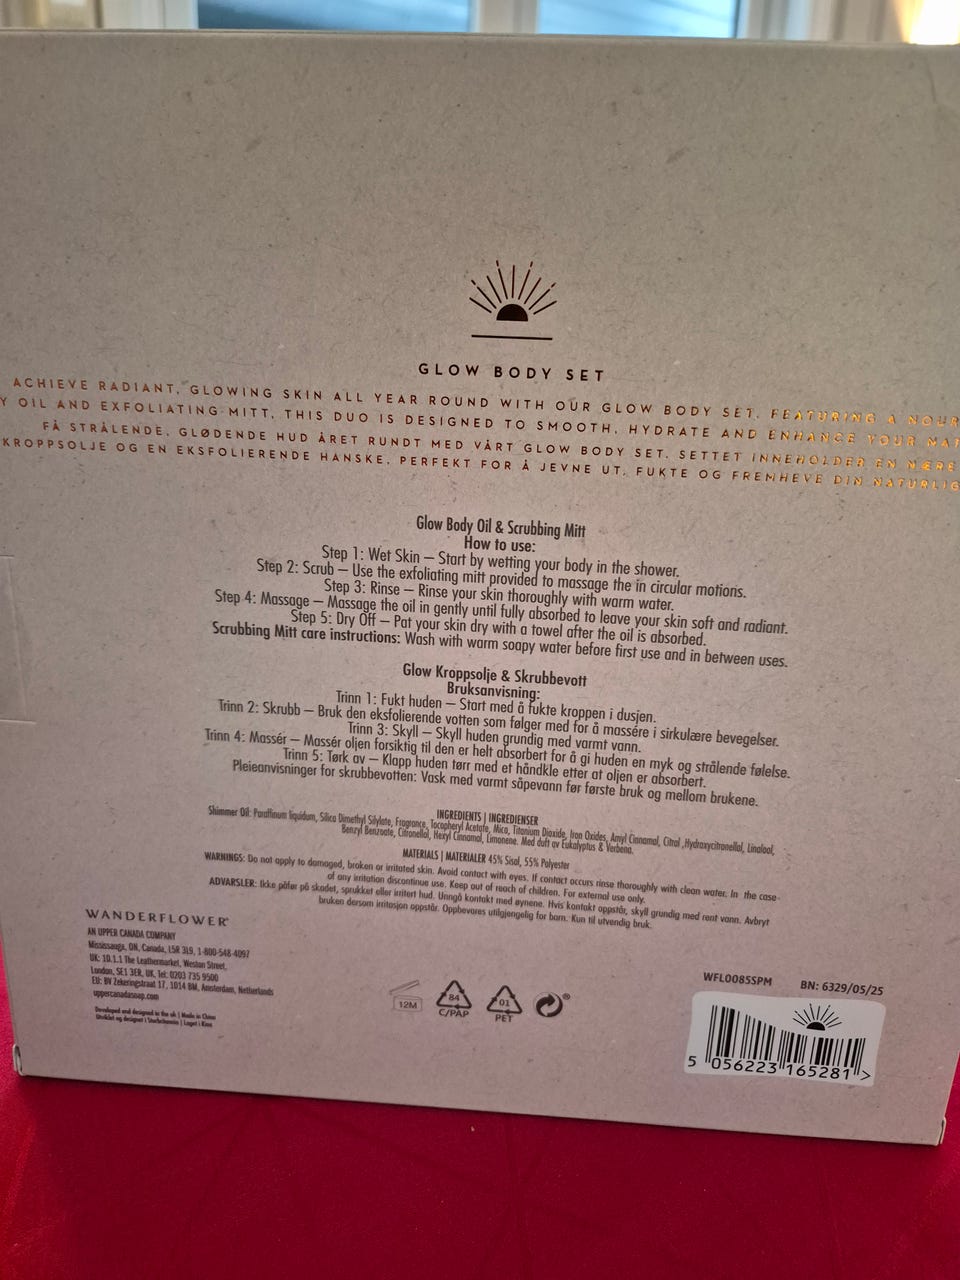 GLOW BODY SET
ACHIEVE RADIANT, GLOWING SKIN ALL YEAR ROUND WITH OUR GLOW BODY SET. FEATURING A NOUR
Y OIL AND EXFOLIATING MITT, THIS DUO IS DESIGNED TO SMOOTH, HYDRATE AND ENHANCE YOUR NAT
FÅ STRÅLENDE, GLØDENDE HUD ÅRET RUNDT MED VÅRT GLOW BODY SET. SETTET INNEHOLDER EN NÆRE
KROPPSOLJE OG EN EKSFOLIERENDE HANSKE, PERFEKT FOR Å JEVNE UT, FUKTE OG FREMHEVE DIN NATURLIG
Glow Body Oil & Scrubbing Mitt
How to use:
Step 1: Wet Skin – Start by wetting your body in the shower.
Step 2: Scrub – Use the exfoliating mitt provided to massage the in circular motions.
Step 3: Rinse – Rinse your skin thoroughly with warm water.
Step 4: Massage – Massage the oil in gently until fully absorbed to leave your skin soft and radiant.
Step 5: Dry Off – Pat your skin dry with a towel after the oil is absorbed.
Scrubbing Mitt care instructions: Wash with warm soapy water before first use and in between uses.
Glow Kroppsolje & Skrubbevott
Bruksanvisning:
Trinn 1: Fukt huden – Start med å fukte kroppen i dusjen.
Trinn 2: Skrubb – Bruk den eksfolierende votten som følger med for å massére i sirkulære bevegelser.
Trinn 3: Skyll – Skyll huden grundig med varmt vann.
Trinn 4: Massér – Massér oljen forsiktig til den er helt absorbert for å gi huden en myk og strålende følelse.
Trinn 5: Tørk av – Klapp huden tørr med et håndkle etter at oljen er absorbert.
Pleieanvisninger for skrubbevotten: Vask med varmt såpevann før første bruk og mellom brukene.
INGREDIENTS | INGREDIENSER
Shimmer Oil: Paraffinum liquidum, Silica Dimethyl Silylate, Fragrance, Tocopheryl Acetate, Mica, Titanium Dioxide, Iron Oxides, Amyl Cinnamal, Citral ,Hydroxycitronellal, Linalool,
Benzyl Benzoate, Citronellol, Hexyl Cinnamal, Limonene. Med duft av Eukalyptus & Verbena.
MATERIALS | MATERIALER 45% Sisal, 55% Polyester
WARNINGS: Do not apply to damaged, broken or irritated skin. Avoid contact with eyes. If contact occurs rinse thoroughly with clean water. In the case
of any irritation discontinue use. Keep out of reach of children. For external use only.
ADVARSLER: Ikke påfør på skadet, sprukket eller irritert hud. Unngå kontakt med øynene. Hvis kontakt oppstår, skyll grundig med rent vann. Avbryt
bruken dersom irritasjon oppstår. Oppbevares utilgjengelig for barn. Kun til utvendig bruk.
WANDERFLOWER®
AN UPPER CANADA COMPANY
Mississauga, ON, Canada, L5R 3L9, 1-800-548-4097
UK: 10.1.1 The Leathermarket, Weston Street,
London, SE1 3ER, UK, Tel: 0203 735 9500
EU: BV Zekeringstraat 17, 1014 BM, Amsterdam, Netherlands
uppercanadasoap.com
Developed and designed in the uk | Made in China
Utviklet og designet i Storbritannia | Laget i Kina
12M
84
C/PAP
01
PET
®
WFL0085SPM BN: 6329/05/25
5 056223 165281 >